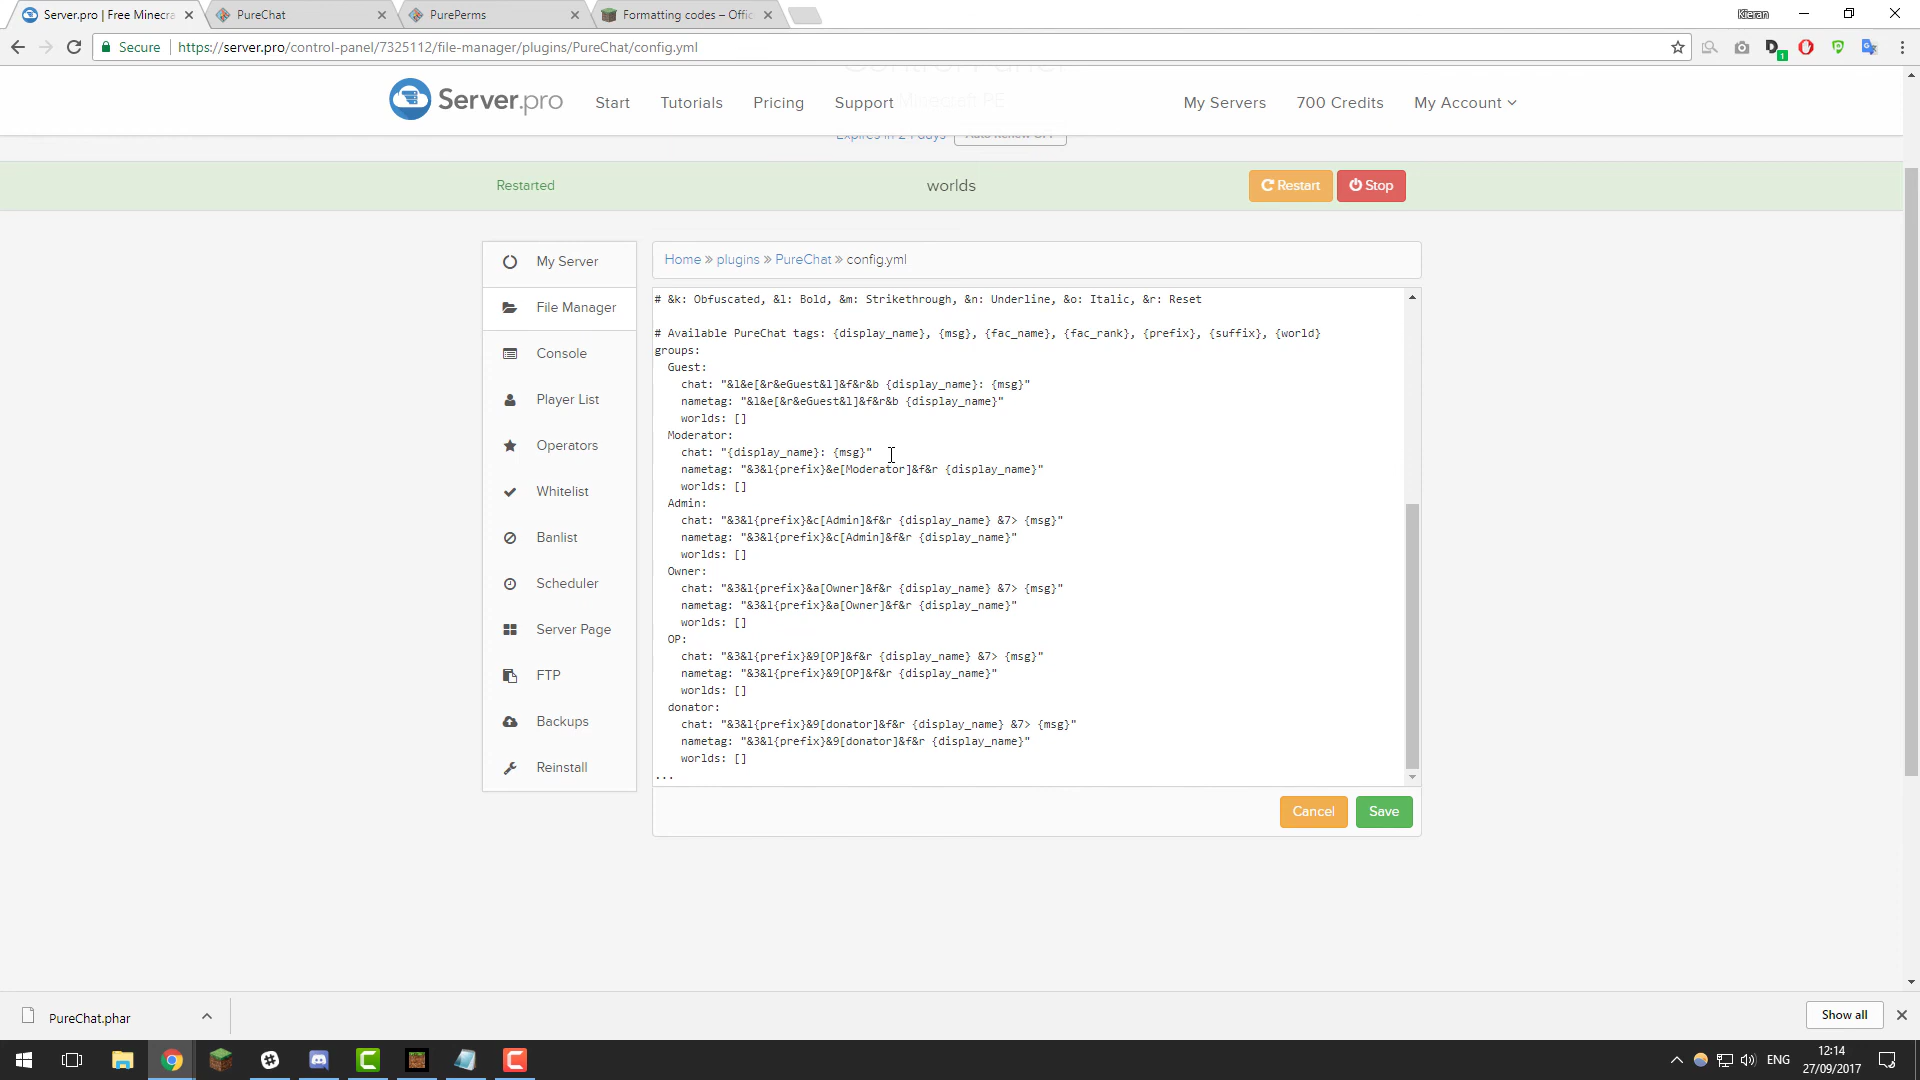 Server.pro | Free Minecra
PureChat
PurePerms
Formatting codes – Offic
Kieran
Secure
https://server.pro/control-panel/7325112/file-manager/plugins/PureChat/config.yml
Server.pro
Start
Tutorials
Pricing
Support
My Servers
700 Credits
My Account
Restarted
worlds
Restart
Stop
My Server
File Manager
Console
Player List
Operators
Whitelist
Banlist
Scheduler
Server Page
FTP
Backups
Reinstall
Home » plugins » PureChat » config.yml
# &k: Obfuscated, &l: Bold, &m: Strikethrough, &n: Underline, &o: Italic, &r: Reset
# Available PureChat tags: {display_name}, {msg}, {fac_name}, {fac_rank}, {prefix}, {suffix}, {world}
groups:
Guest:
chat: "&l&e[&r&eGuest&l]&f&r&b {display_name}: {msg}"
nametag: "&l&e[&r&eGuest&l]&f&r&b {display_name}"
worlds: []
Moderator:
chat: "{display_name}: {msg}"
nametag: "&3&l{prefix}&e[Moderator]&f&r {display_name}"
worlds: []
Admin:
chat: "&3&l{prefix}&c[Admin]&f&r {display_name} &7> {msg}"
nametag: "&3&l{prefix}&c[Admin]&f&r {display_name}"
worlds: []
Owner:
chat: "&3&l{prefix}&a[Owner]&f&r {display_name} &7> {msg}"
nametag: "&3&l{prefix}&a[Owner]&f&r {display_name}"
worlds: []
OP:
chat: "&3&l{prefix}&9[OP]&f&r {display_name} &7> {msg}"
nametag: "&3&l{prefix}&9[OP]&f&r {display_name}"
worlds: []
donator:
chat: "&3&l{prefix}&9[donator]&f&r {display_name} &7> {msg}"
nametag: "&3&l{prefix}&9[donator]&f&r {display_name}"
worlds: []
...
Cancel
Save
PureChat.phar
Show all
ENG
12:14
27/09/2017